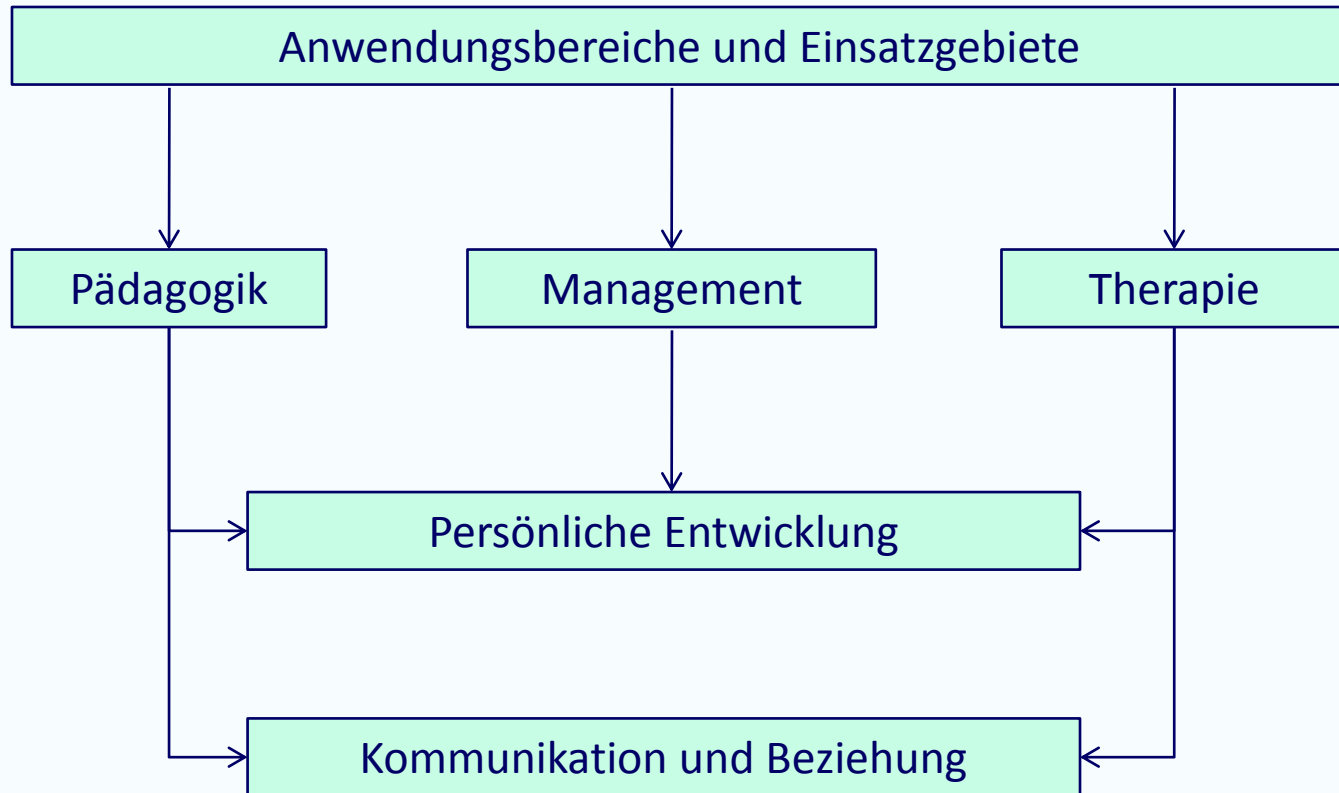 Anwendungsbereiche und Einsatzgebiete
Pädagogik
Management
Therapie
Persönliche Entwicklung
Kommunikation und Beziehung